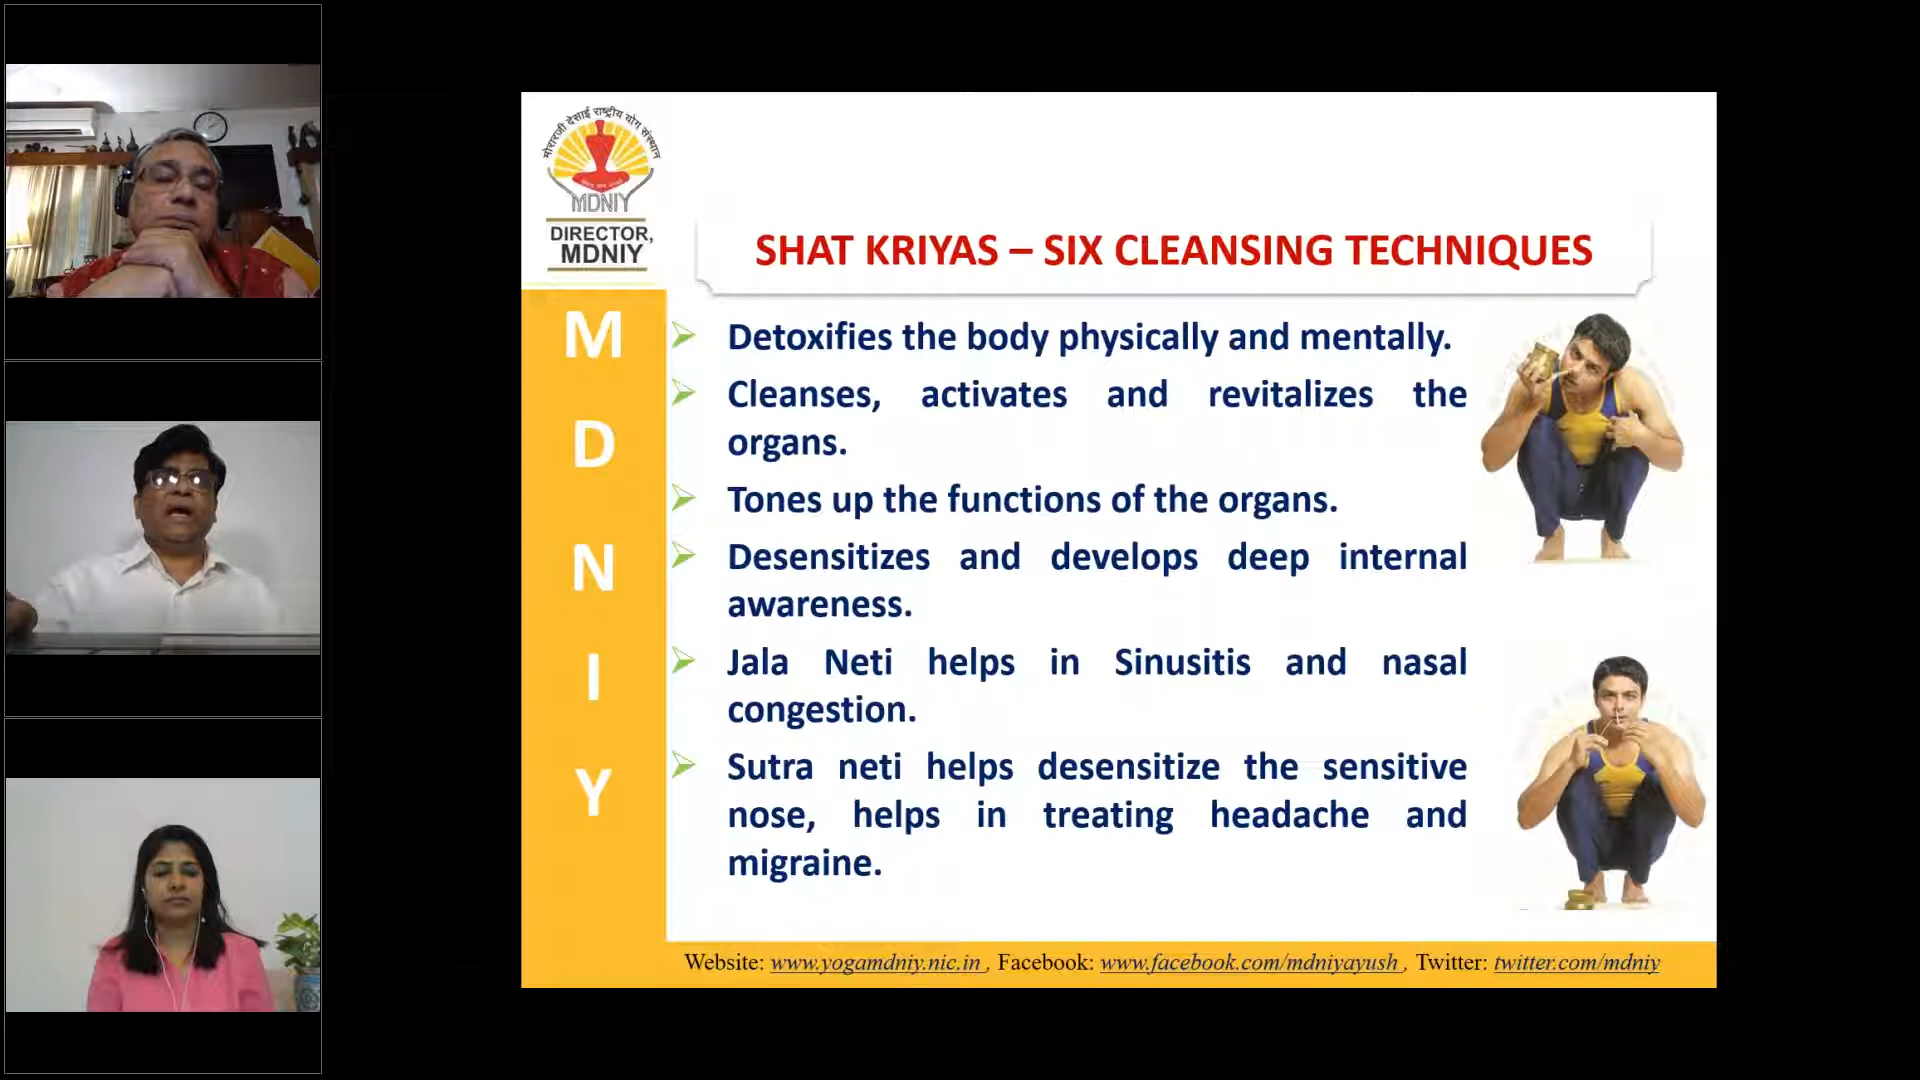 मोरारजी देसाई राष्ट्रीय योग संस्थान
MDNIY
DIRECTOR,
MDNIY
SHAT KRIYAS – SIX CLEANSING TECHNIQUES
M
D
N
I
Y
Detoxifies the body physically and mentally.
Cleanses, activates and revitalizes the
organs.
Tones up the functions of the organs.
Desensitizes and develops deep internal
awareness.
Jala Neti helps in Sinusitis and nasal
congestion.
Sutra neti helps desensitize the sensitive
nose, helps in treating headache and
migraine.
Website: www.yogamdniy.nic.in , Facebook: www.facebook.com/mdniyayush , Twitter: twitter.com/mdniy